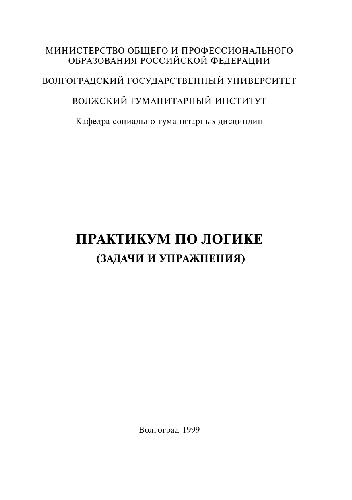 МИНИСТЕРСТВО ОБЩЕГО И ПРОФЕССИОНАЛЬНОГО
ОБРАЗОВАНИЯ РОССИЙСКОЙ ФЕДЕРАЦИИ
ВОЛГОГРАДСКИЙ ГОСУДАРСТВЕННЫЙ УНИВЕРСИТЕТ
ВОЛЖСКИЙ ГУМАНИТАРНЫЙ ИНСТИТУТ
Кафедра социально-гуманитарных дисциплин
ПРАКТИКУМ ПО ЛОГИКЕ
(ЗАДАЧИ И УПРАЖНЕНИЯ)
Волгоград 1999